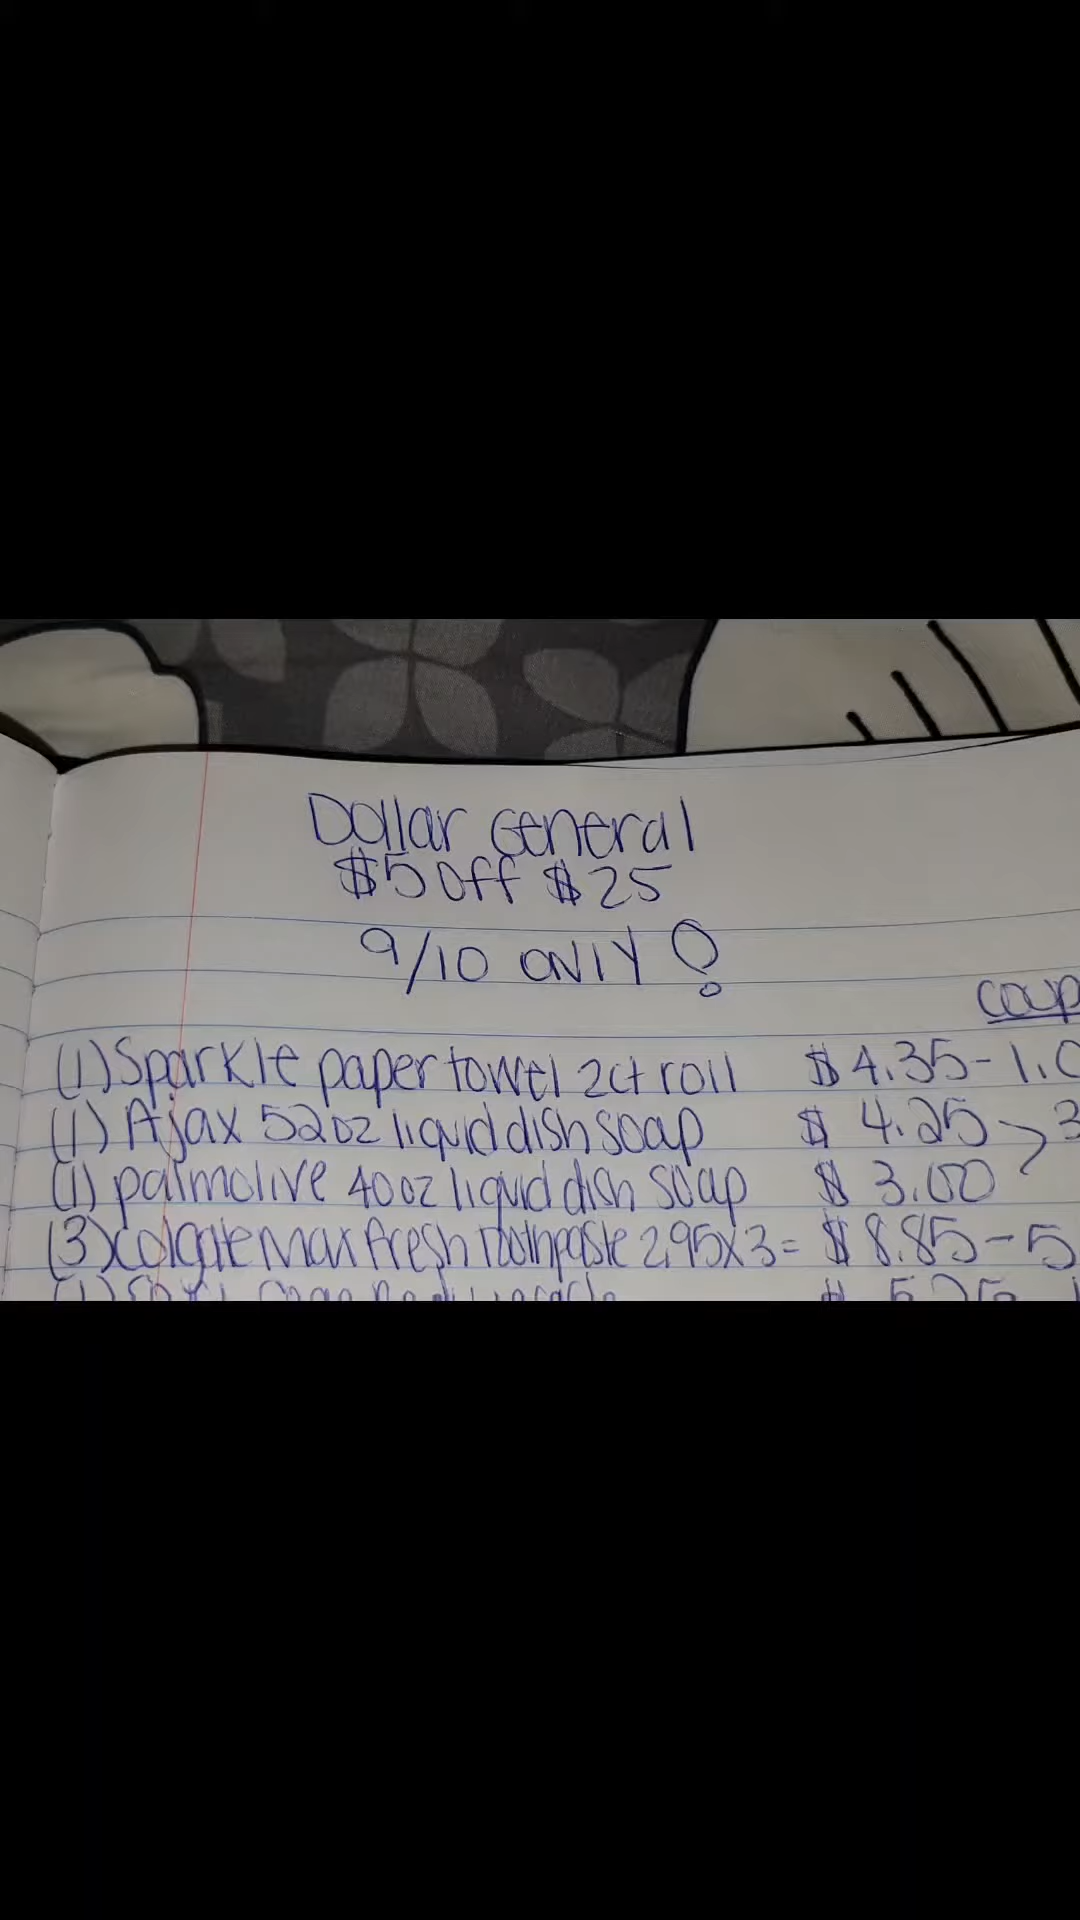 Dollar General
$5 off $25
9/10 ONLY!
coup
(1) Sparkle paper towel 2ct roll $4.35 - 1.0
(1) Ajax 52oz liquid dish soap $ 4.25 > 3
(1) palmolive 40oz liquid dish soap $ 3.00
(3) colgate Max fresh toothpaste 2.95x3= $8.85 - 5